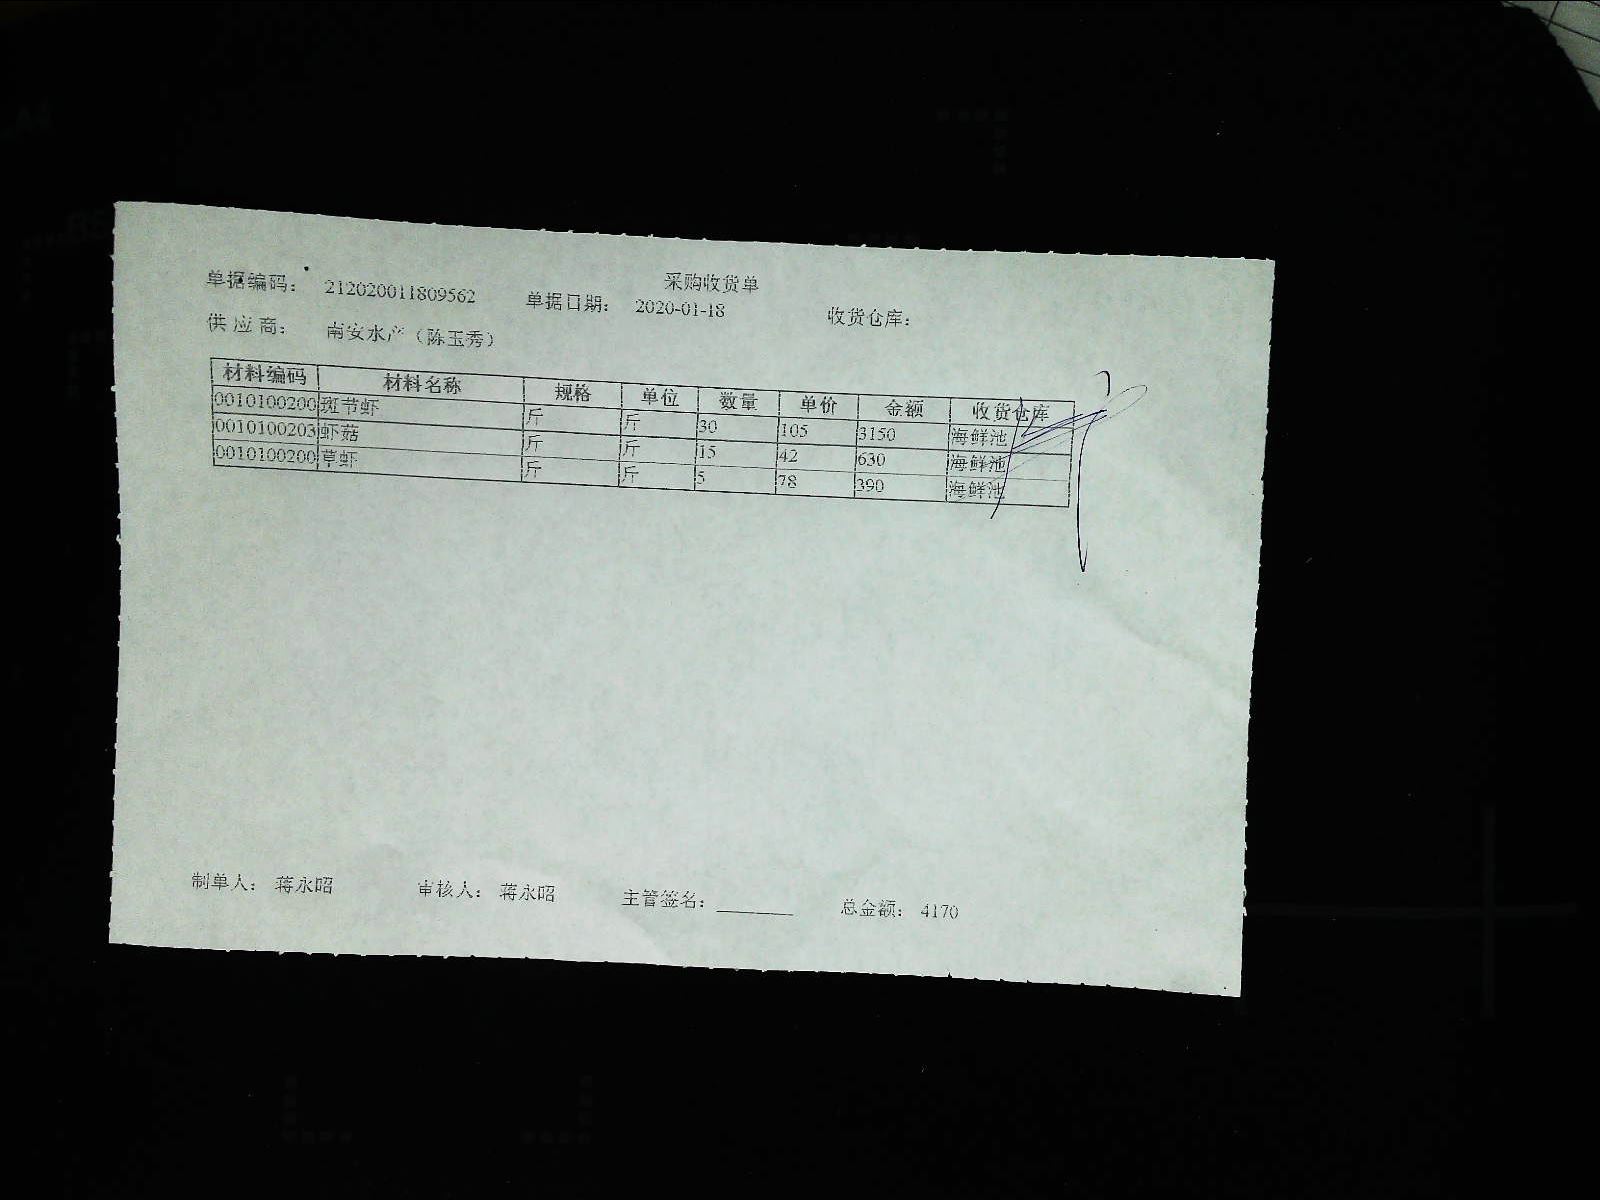 采购收货单
单据编码： 212020011809562 单据日期： 2020-01-18 收货仓库：
供 应 商： 南安水产（陈玉秀）
材料编码 材料名称 规格 单位 数量 单价 金额 收货仓库
0010100200 斑节虾 斤 斤 30 105 3150 海鲜池
0010100203 虾菇 斤 斤 15 42 630 海鲜池
0010100200 草虾 斤 斤 5 78 390 海鲜池
制单人： 蒋永昭 审核人： 蒋永昭 主管签名：________ 总金额： 4170